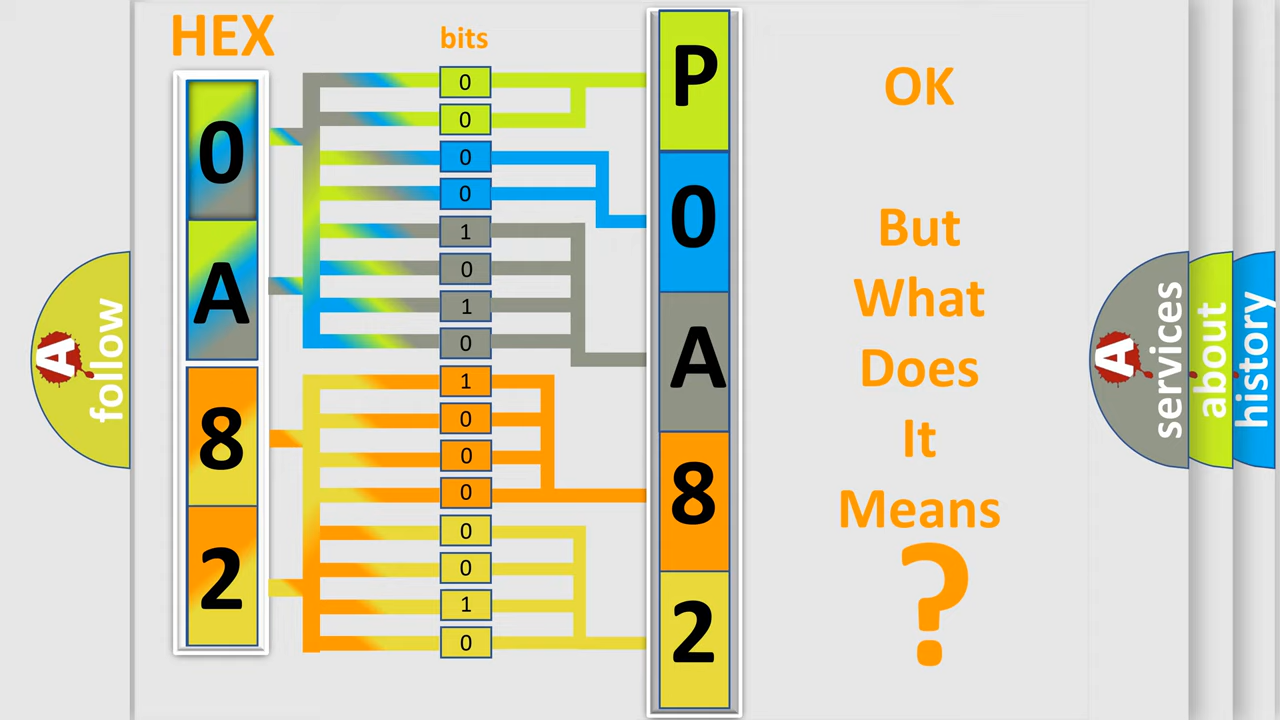 HEX
bits
0
A
8
2
0
0
0
0
1
0
1
0
1
0
0
0
0
0
1
0
P
0
A
8
2
OK
But
What
Does
It
Means
?
A
follow
A
services
about
history